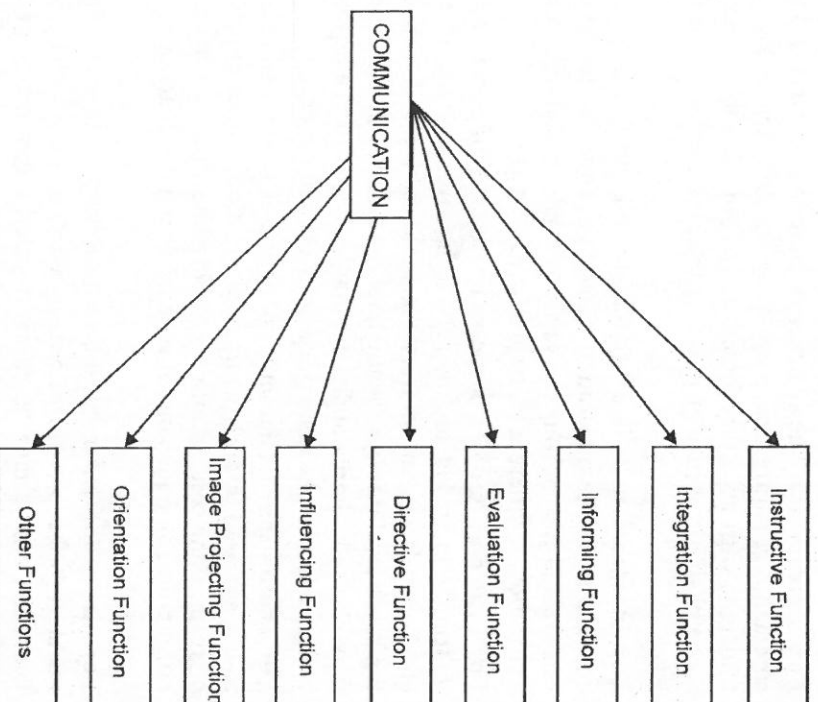 COMMUNICATION
Instructive Function
Integration Function
Informing Function
Evaluation Function
Directive Function
Influencing Function
Image Projecting Function
Orientation Function
Other Functions